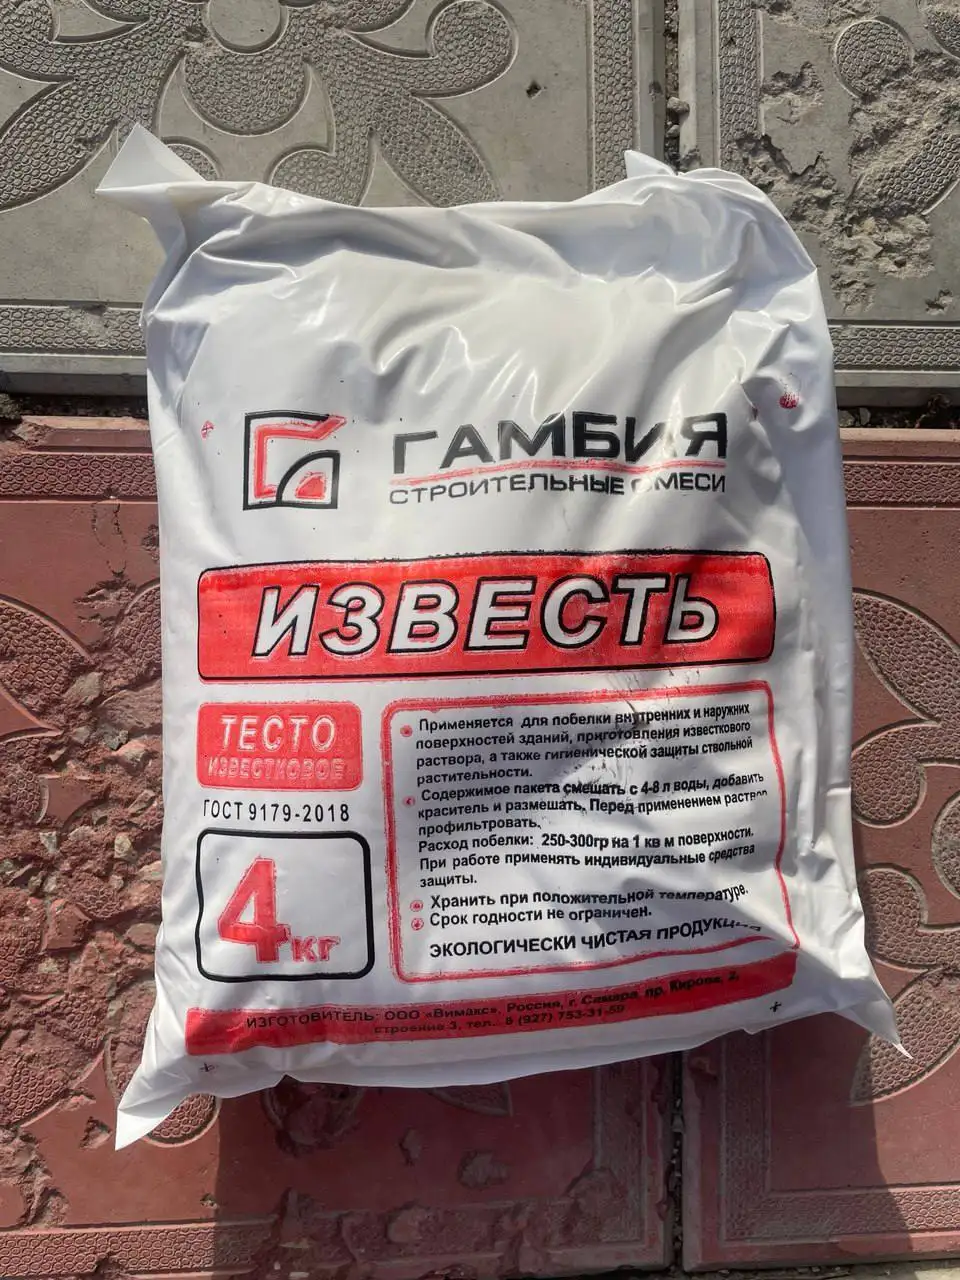 ГАМБИЯ
СТРОИТЕЛЬНЫЕ СМЕСИ
ИЗВЕСТЬ
ТЕСТО
ИЗВЕСТКОВОЕ
ГОСТ 9179-2018
4кг
Применяется для побелки внутренних и наружних
поверхностей зданий, приготовления известкового
раствора, а также гигиенической защиты ствольной
растительности.
Содержимое пакета смещать с 4-8 л воды, добавить
краситель и размешать. Перед применением раствор
профильтровать.
Расход побелки: 250-300гр на 1 кв м поверхности.
При работе применять индивидуальные средства
защиты.
Хранить при положительной температуре.
Срок годности не ограничен.
ЭКОЛОГИЧЕСКИ ЧИСТАЯ ПРОДУКЦИЯ
ИЗГОТОВИТЕЛЬ: ООО «Вимакс», Россия, г. Самара, пр. Кирова, 2,
строение 3, тел.: 8 (927) 753-31-59